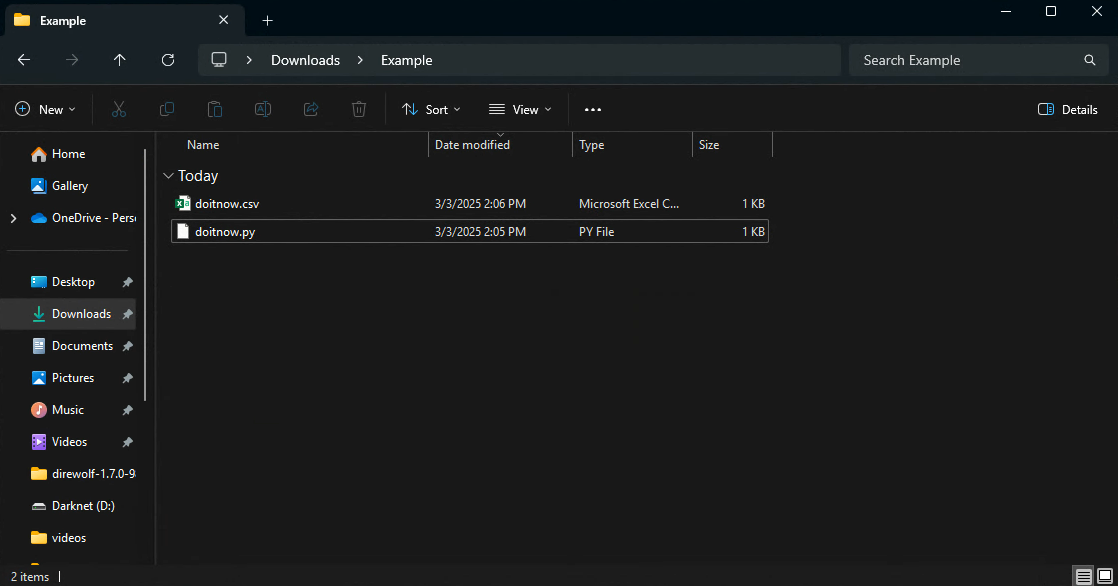 Example
Downloads Example
Search Example
New Sort View Details
Name Date modified Type Size
Home
Gallery
OneDrive - Pers
Desktop
Downloads
Documents
Pictures
Music
Videos
direwolf-1.7.0-9
Darknet (D:)
videos
Today
doitnow.csv 3/3/2025 2:06 PM Microsoft Excel C... 1 KB
doitnow.py 3/3/2025 2:05 PM PY File 1 KB
2 items